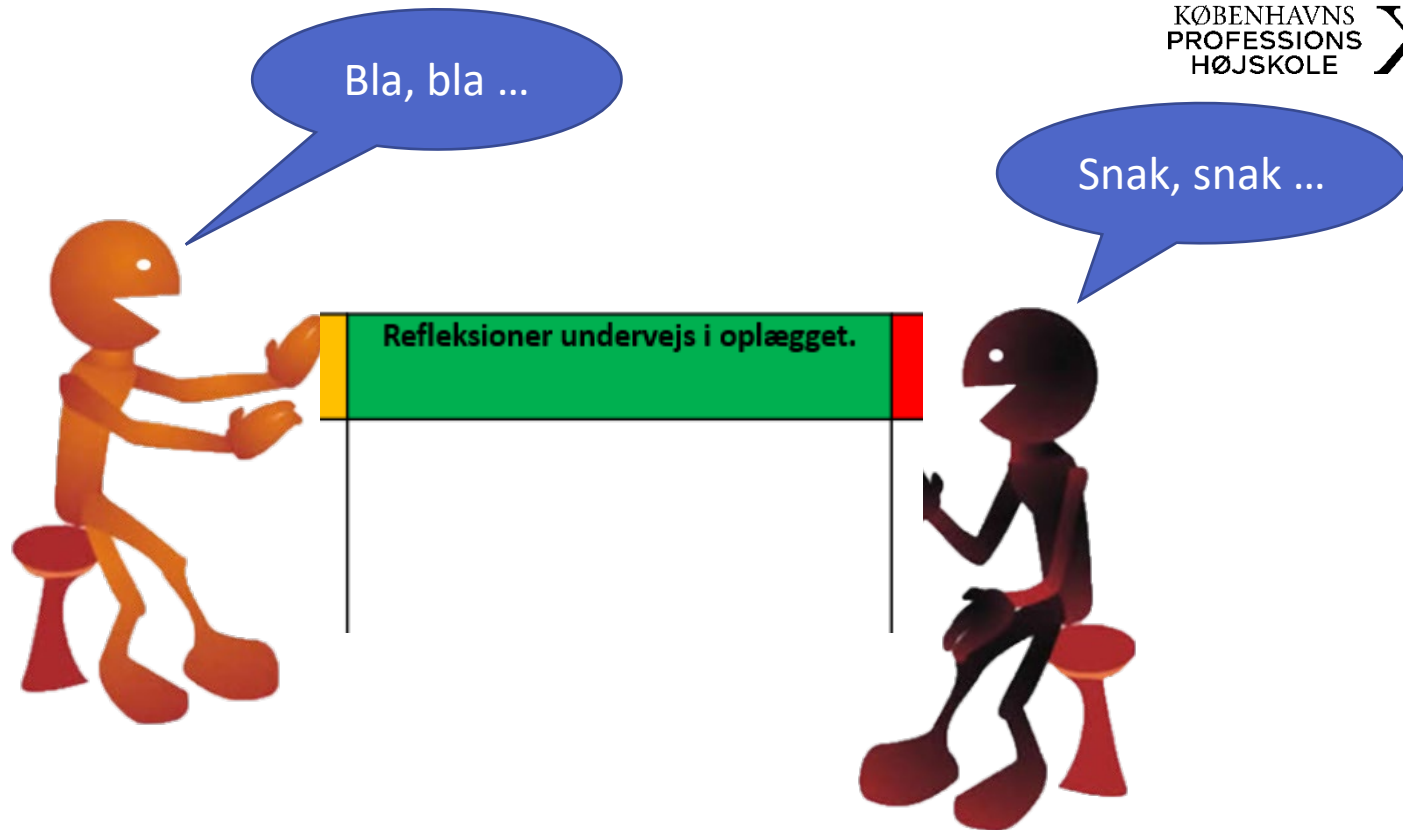 KØBENHAVNS
PROFESSIONS
HØJSKOLE
Bla, bla ...
Snak, snak ...
Refleksioner undervejs i oplægget.